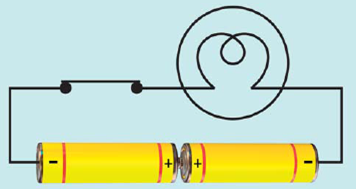 - + + -